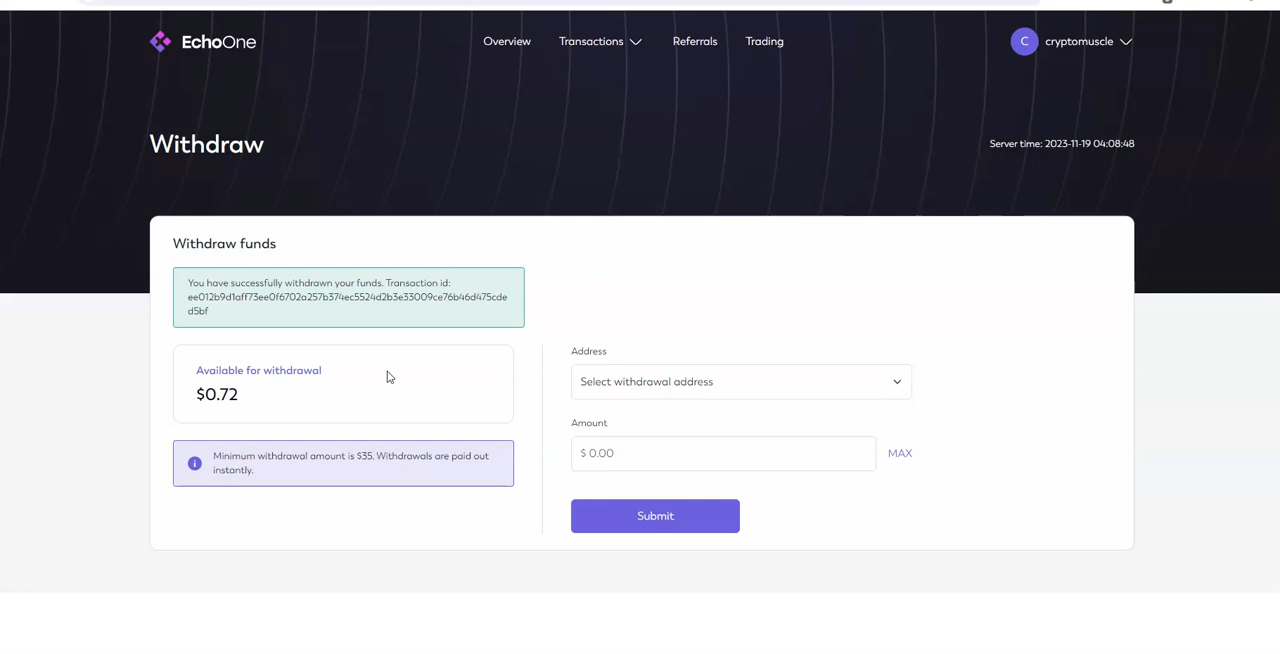 EchoOne
Overview
Transactions
Referrals
Trading
C
cryptomuscle
Withdraw
Server time: 2023-11-19 04:08:48
Withdraw funds
You have successfully withdrawn your funds. Transaction id:
ee012b9d1aff73ee0f6702a257b374ec5524d2b3e33009ce76b46d475cde
d5bf
Available for withdrawal
$0.72
Minimum withdrawal amount is $35. Withdrawals are paid out
instantly.
Address
Select withdrawal address
Amount
$ 0.00
MAX
Submit